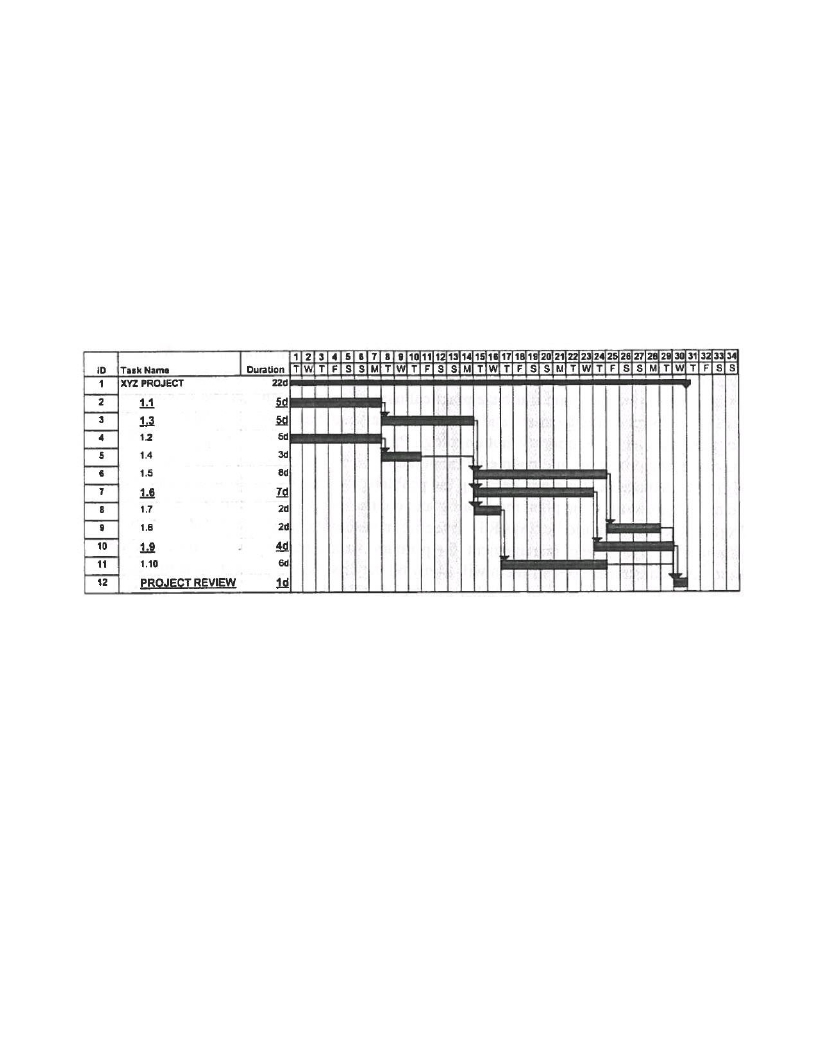 1 2 3 4 5 6 7 8 9 10 11 12 13 14 15 16 17 18 19 20 21 22 23 24 25 26 27 28 29 30 31 32 33 34
ID Task Name Duration T W T F S S M T W T F S S M T W T F S S M T W T F S S M T W T F S S
1 XYZ PROJECT 22d
2 1.1 5d
3 1.3 5d
4 1.2 5d
5 1.4 3d
6 1.5 8d
7 1.6 7d
8 1.7 2d
9 1.8 2d
10 1.9 4d
11 1.10 6d
12 PROJECT REVIEW 1d